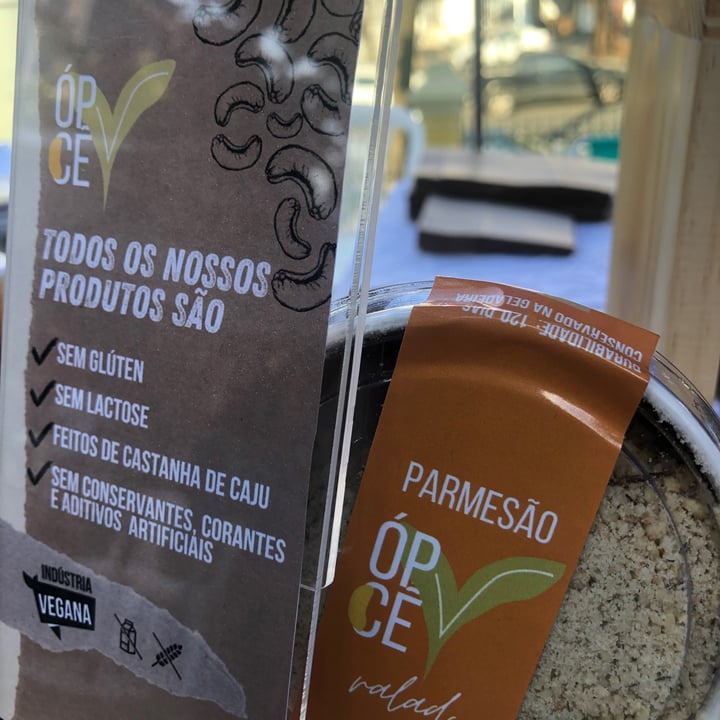 ÓP
CÊ
TODOS OS NOSSOS
PRODUTOS SÃO
SEM GLÚTEN
SEM LACTOSE
FEITOS DE CASTANHA DE CAJU
SEM CONSERVANTES, CORANTES
E ADITIVOS ARTIFICIAIS
INDÚSTRIA
VEGANA
DURABILIDADE: 120 DIAS
CONSERVADO NA GELADEIRA
PARMESÃO
ÓP
CÊ
ralado